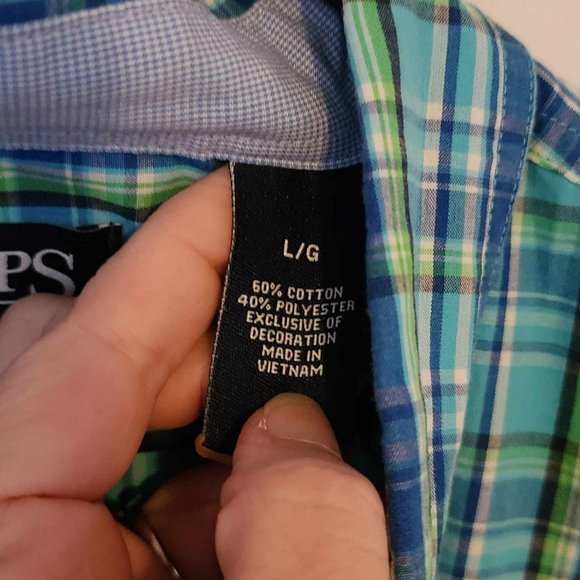 PS
L/G
60% COTTON
40% POLYESTER
EXCLUSIVE OF
DECORATION
MADE IN
VIETNAM